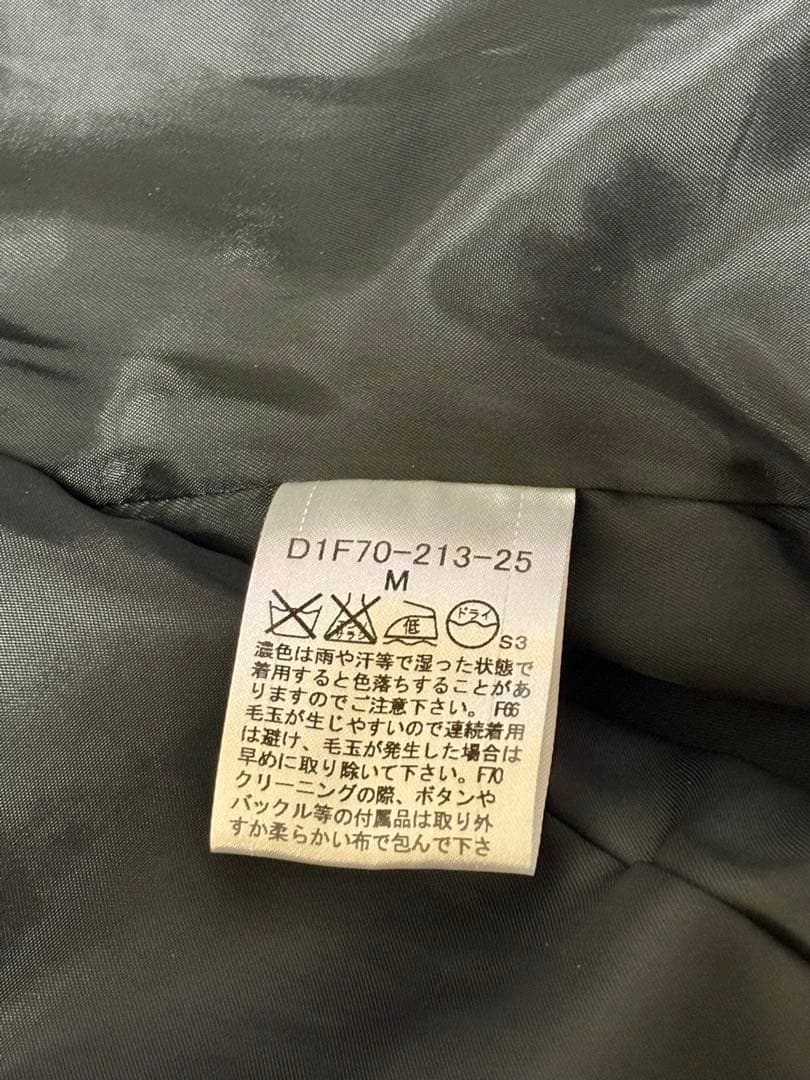 D1F70-213-25
M
低 ドライ S3
濃色は雨や汗等で湿った状態で
着用すると色落ちすることがあ
りますのでご注意下さい。F66
毛玉が生じやすいので連続着用
は避け、毛玉が発生した場合は
早めに取り除いて下さい。F70
クリーニングの際、ボタンや
バックル等の付属品は取り外
すか柔らかい布で包んで下さ